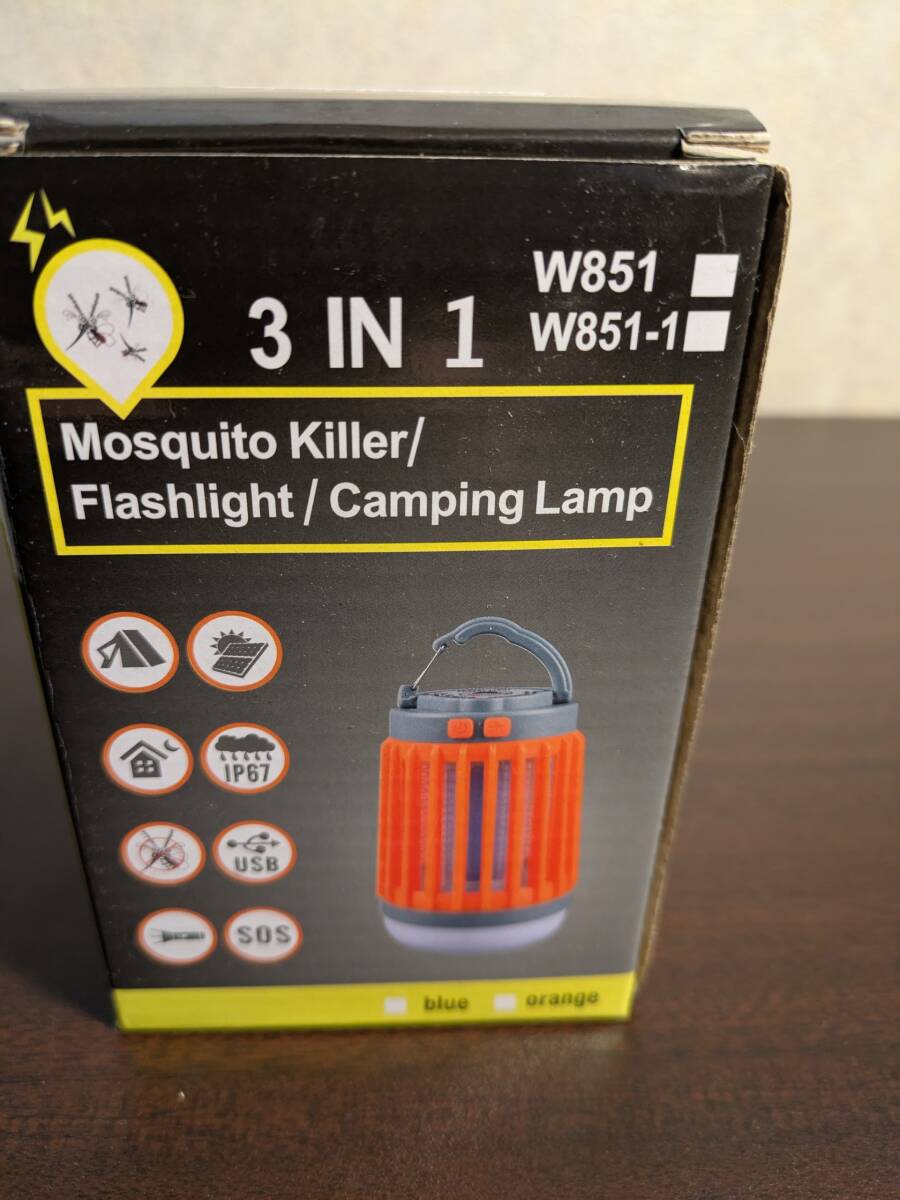 W851
3 IN 1
W851-1
Mosquito Killer/
Flashlight / Camping Lamp
IP67
USB
SOS
blue
orange